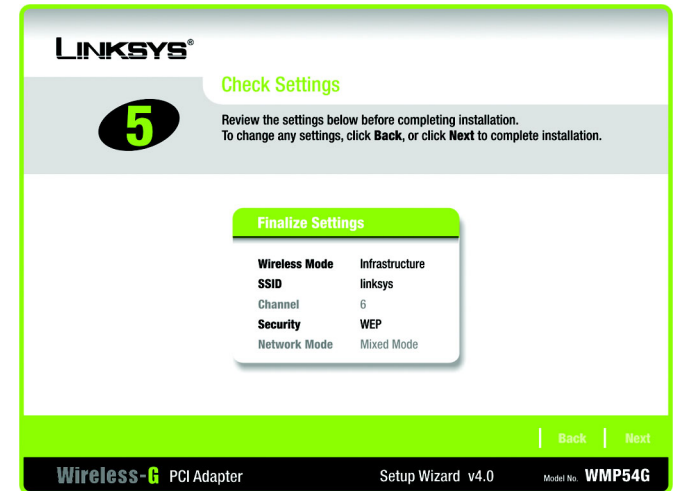 LINKSYS®
Check Settings
5
Review the settings below before completing installation.
To change any settings, click Back, or click Next to complete installation.
Finalize Settings
Wireless Mode Infrastructure
SSID linksys
Channel 6
Security WEP
Network Mode Mixed Mode
Back Next
Wireless-G PCI Adapter Setup Wizard v4.0 Model No. WMP54G